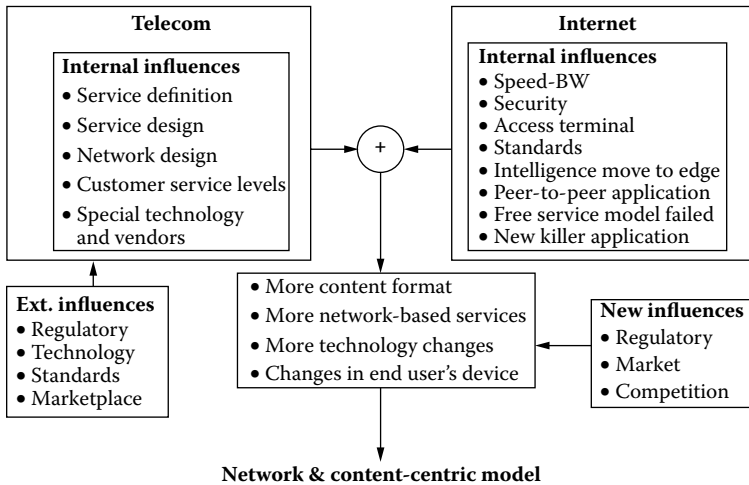 Telecom
Internal influences
• Service definition
• Service design
• Network design
• Customer service levels
• Special technology
and vendors
Internet
Internal influences
• Speed-BW
• Security
• Access terminal
• Standards
• Intelligence move to edge
• Peer-to-peer application
• Free service model failed
• New killer application
+
Ext. influences
• Regulatory
• Technology
• Standards
• Marketplace
• More content format
• More network-based services
• More technology changes
• Changes in end user's device
New influences
• Regulatory
• Market
• Competition
Network & content-centric model